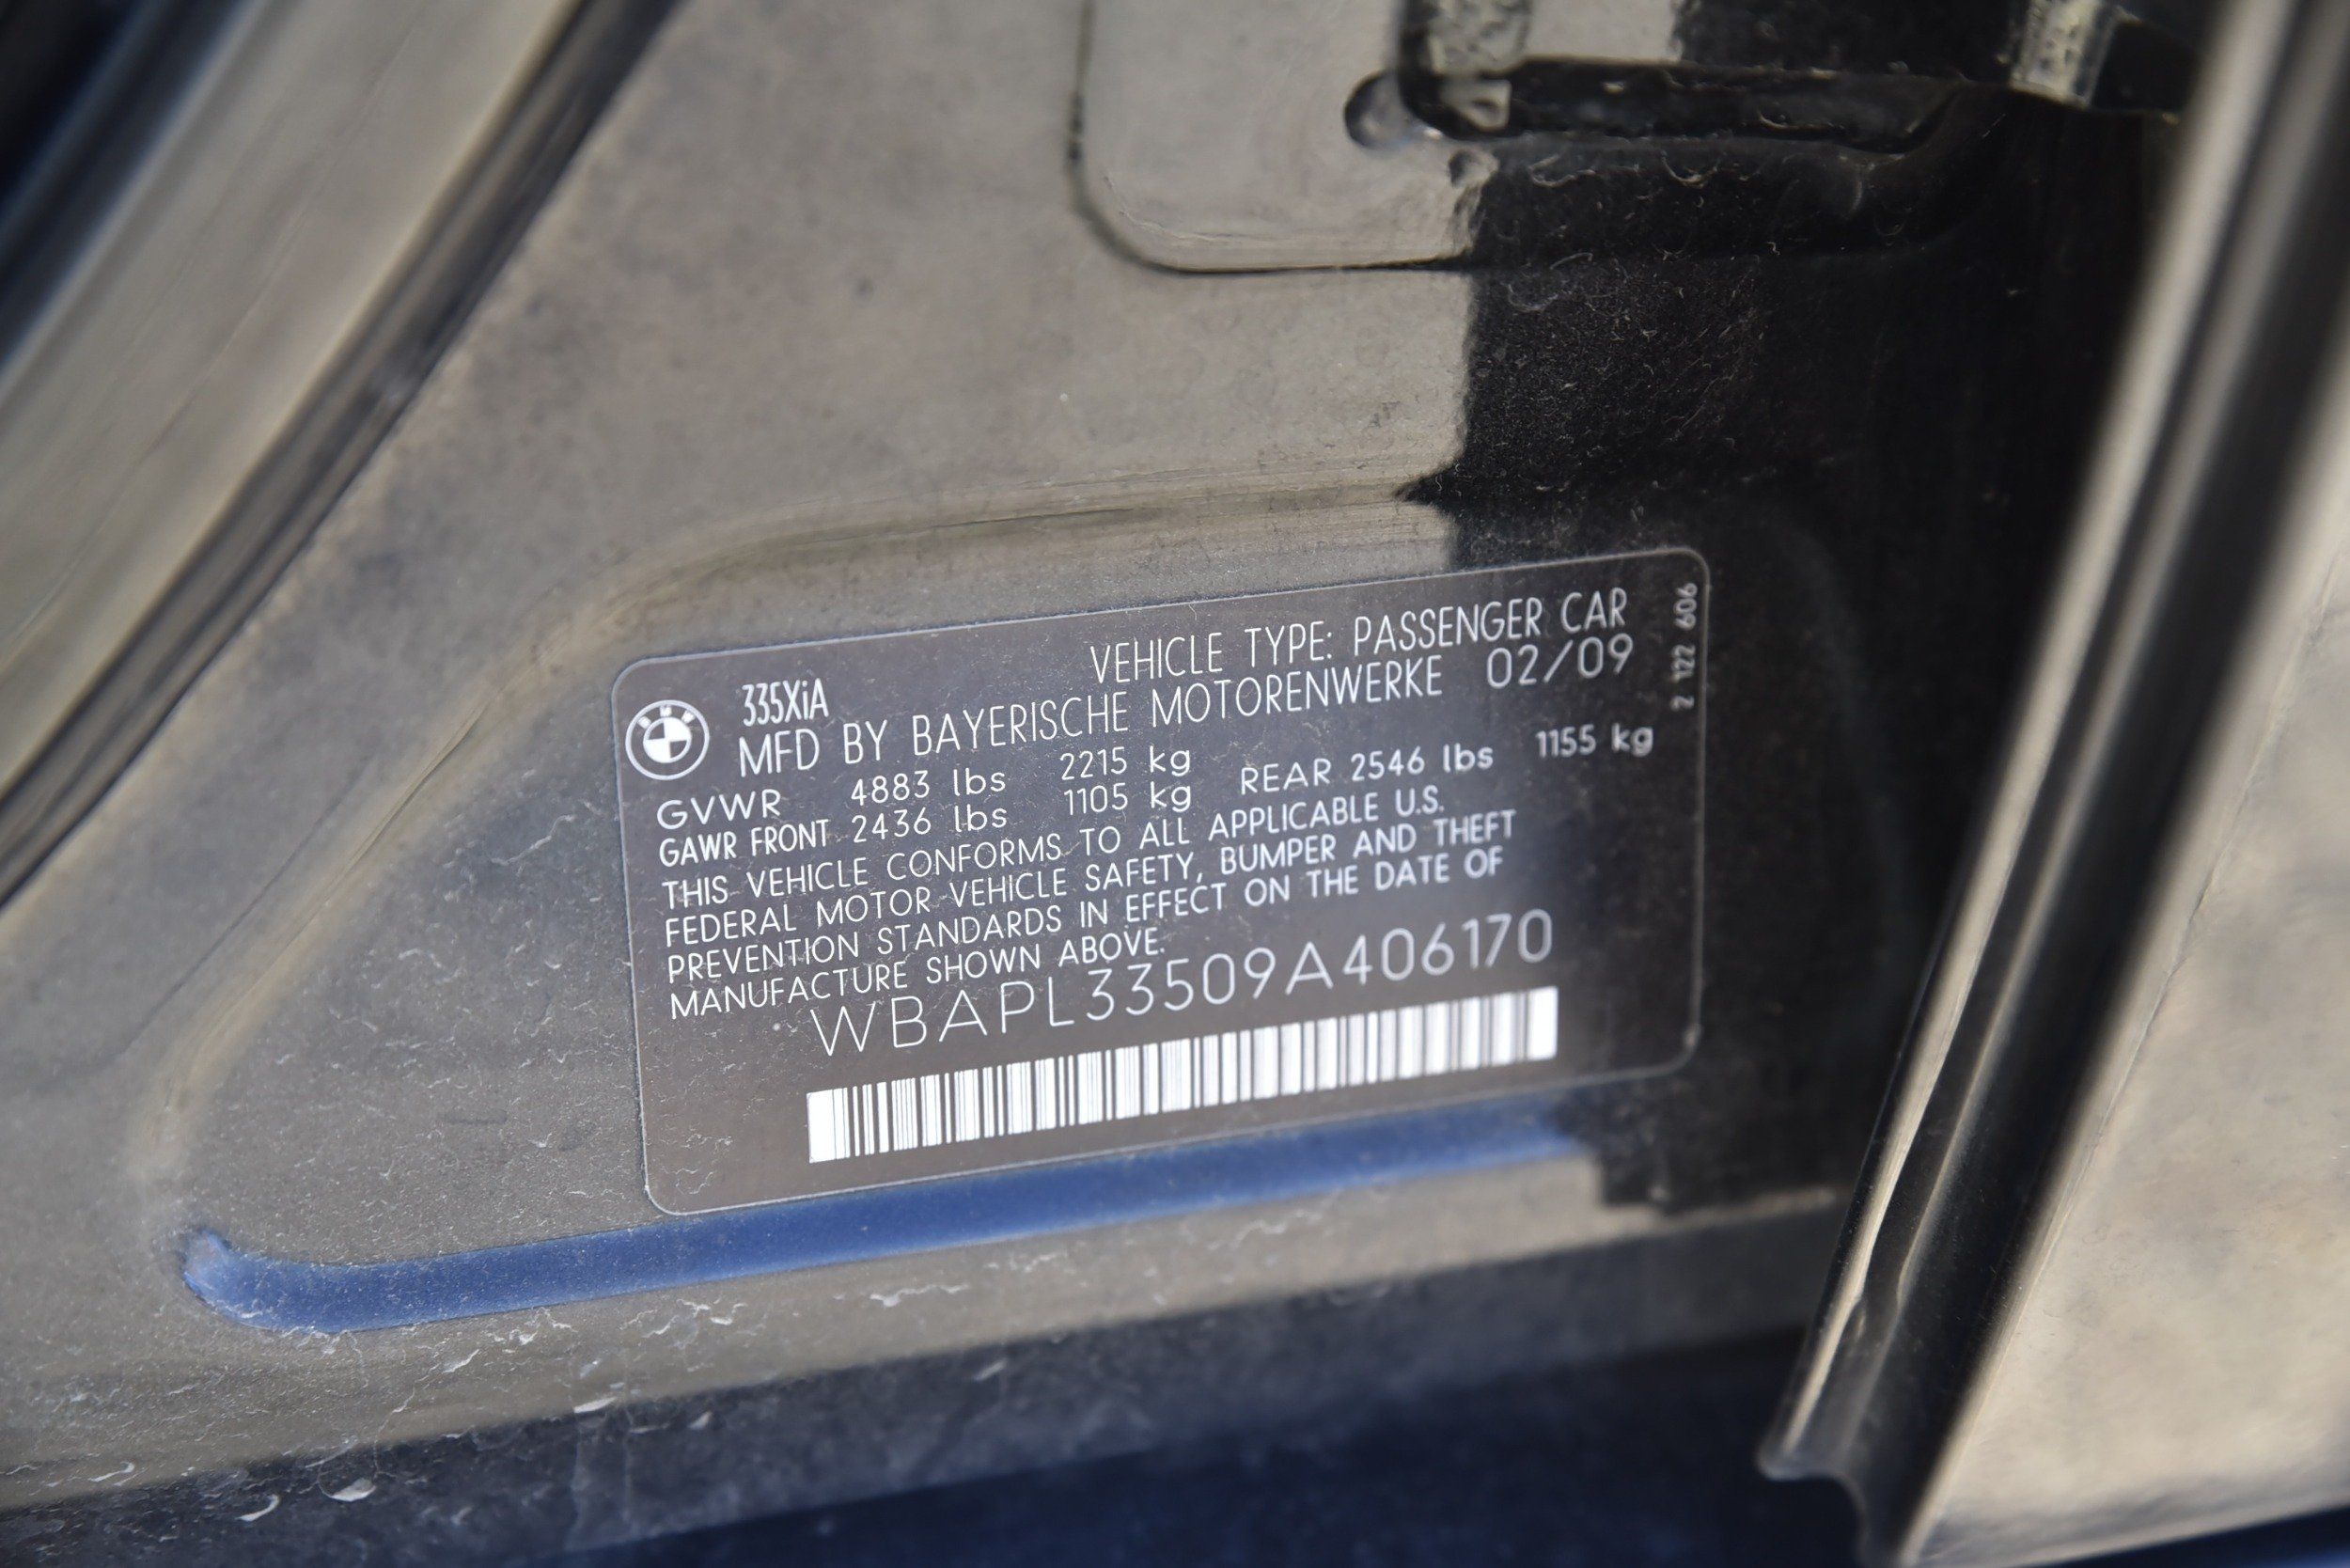 VEHICLE TYPE: PASSENGER CAR
335XiA
MFD BY BAYERISCHE MOTORENWERKE 02/09
GVWR 4883 lbs 2215 kg
GAWR FRONT 2436 lbs 1105 kg REAR 2546 lbs 1155 kg
THIS VEHICLE CONFORMS TO ALL APPLICABLE U.S.
FEDERAL MOTOR VEHICLE SAFETY, BUMPER AND THEFT
PREVENTION STANDARDS IN EFFECT ON THE DATE OF
MANUFACTURE SHOWN ABOVE.
WBAPL33509A406170
2 122 606